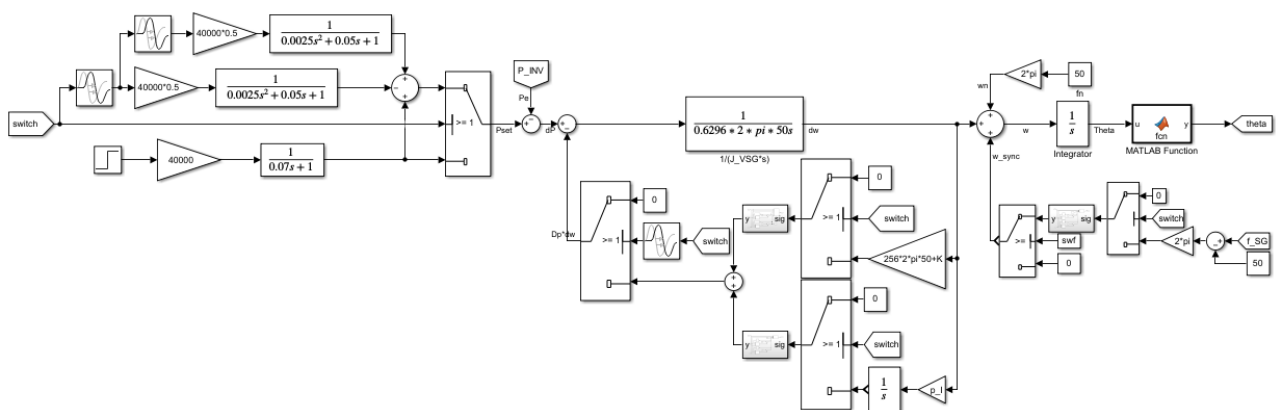 40000*0.5
1
0.0025s² + 0.05s + 1
40000*0.5
1
0.0025s² + 0.05s + 1
switch
40000
1
0.07s + 1
>= 1
Pset
P_INV
Pe
dP
1
0.6296 * 2 * pi * 50s
1/(J_VSG*s)
dw
2*pi
50
fn
wn
w
w_sync
1
s
Integrator
Theta
u
fcn
y
MATLAB Function
theta
0
>= 1
switch
Dp*dw
y
sig
0
>= 1
switch
256*2*pi*50+K
y
sig
0
>= 1
switch
1
s
p_I
>=
swf
0
y
sig
0
>= 1
switch
2*pi
f_SG
50